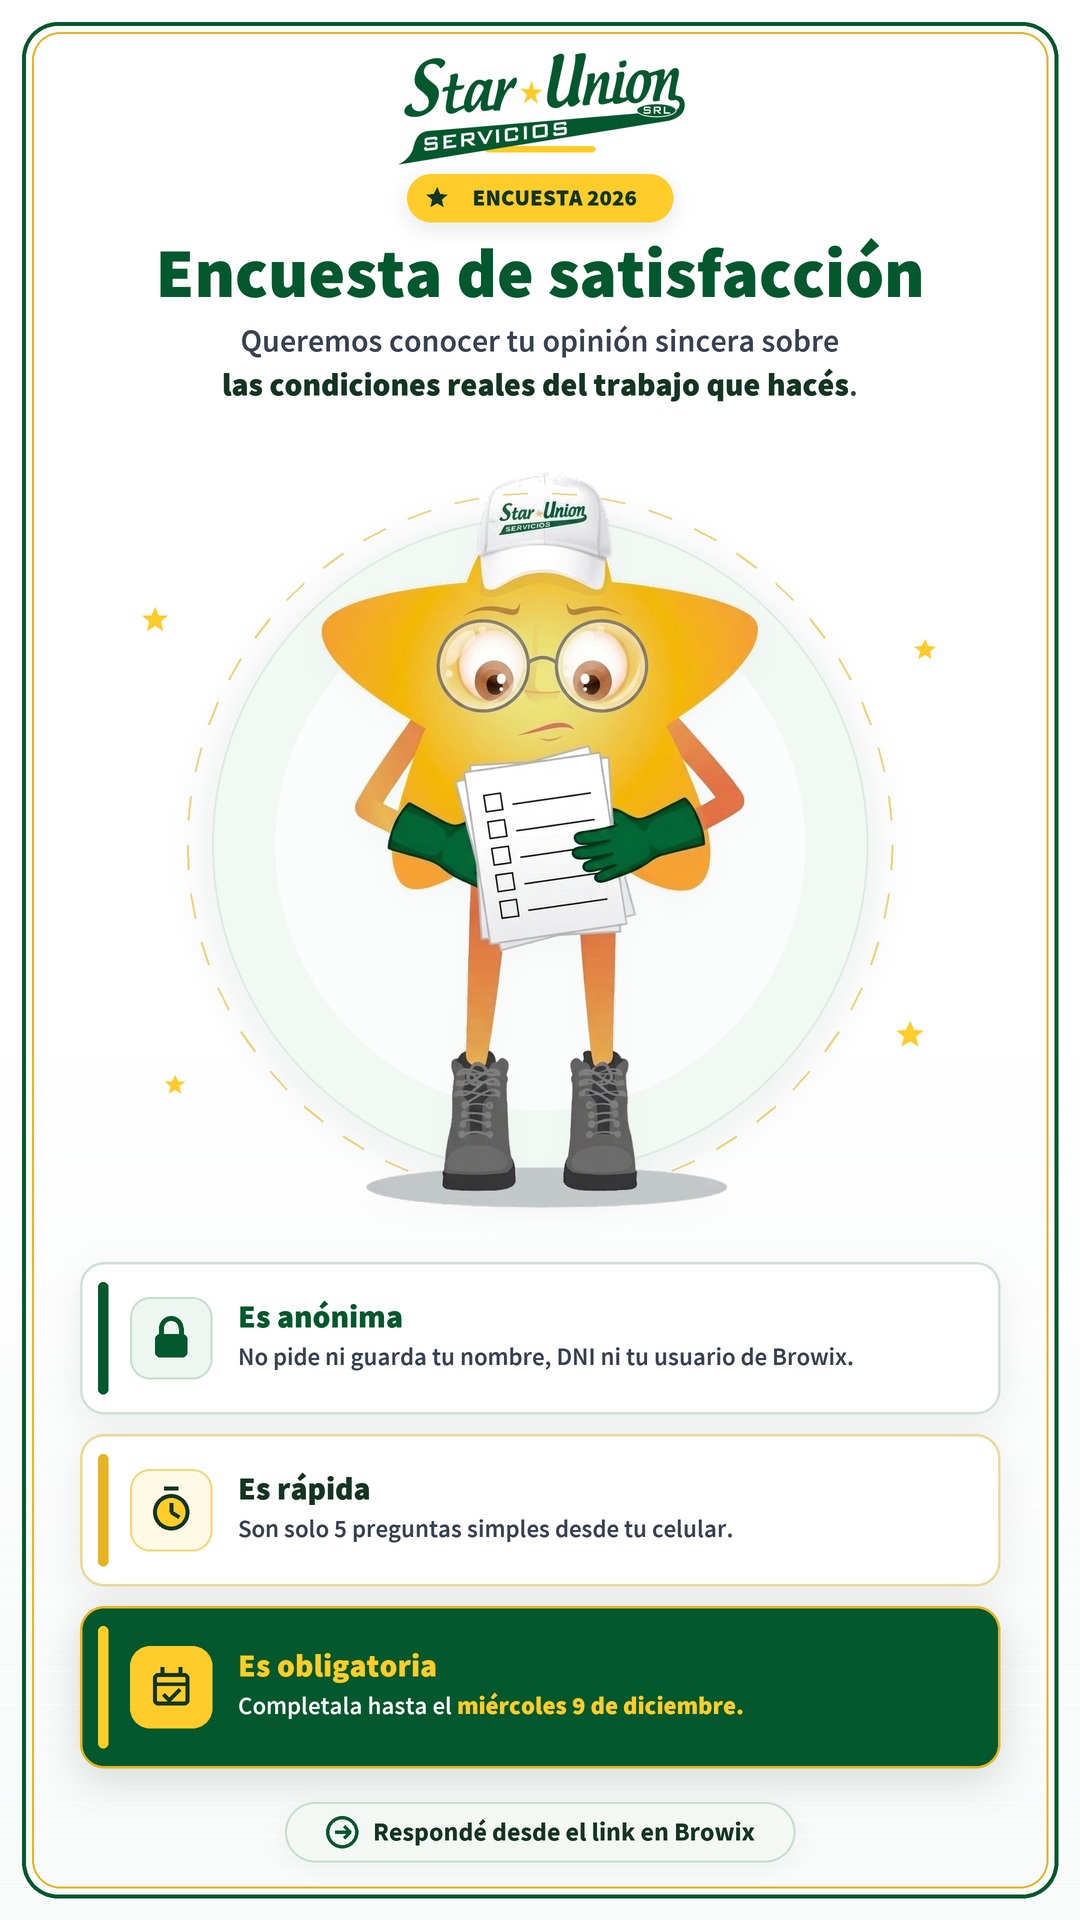 Star Union
SRL
SERVICIOS
ENCUESTA 2026
Encuesta de satisfacción
Queremos conocer tu opinión sincera sobre
las condiciones reales del trabajo que hacés.
Star Union
SERVICIOS
Es anónima
No pide ni guarda tu nombre, DNI ni tu usuario de Browix.
Es rápida
Son solo 5 preguntas simples desde tu celular.
Es obligatoria
Completala hasta el miércoles 9 de diciembre.
Respondé desde el link en Browix